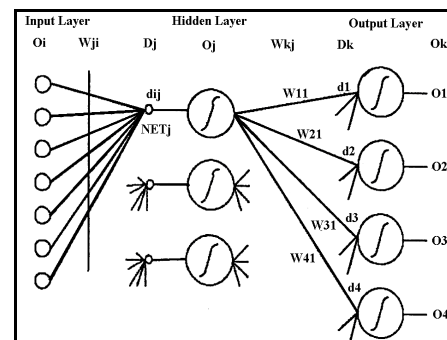 Input Layer Hidden Layer Output Layer
Oi Wji Dj Oj Wkj Dk Ok
dij
NETj
W11 d1 O1
W21 d2 O2
W31 d3 O3
W41 d4 O4